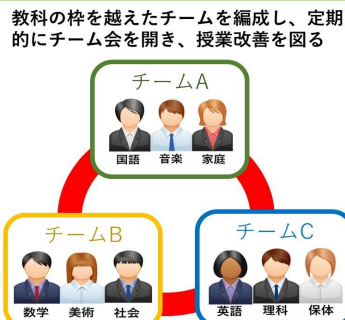 教科の枠を越えたチームを編成し、定期
的にチーム会を開き、授業改善を図る
チームA
国語 音楽 家庭
チームB
数学 美術 社会
チームC
英語 理科 保体